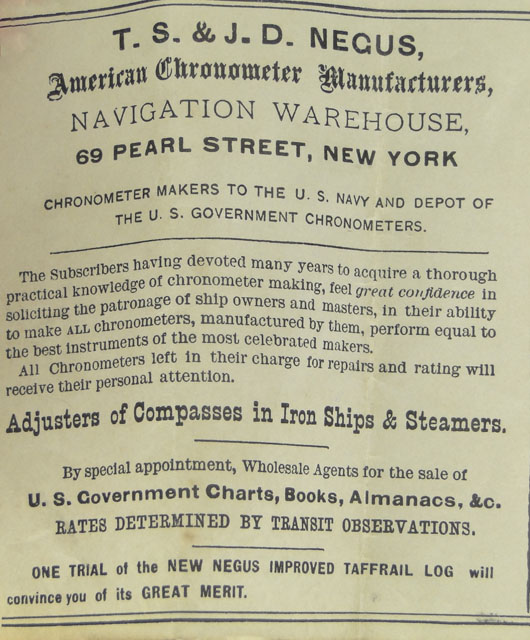 T. S. & J. D. NEGUS,
American Chronometer Manufacturers,
NAVIGATION WAREHOUSE,
69 PEARL STREET, NEW YORK
CHRONOMETER MAKERS TO THE U. S. NAVY AND DEPOT OF
THE U. S. GOVERNMENT CHRONOMETERS.
The Subscribers having devoted many years to acquire a thorough
practical knowledge of chronometer making, feel great confidence in
soliciting the patronage of ship owners and masters, in their ability
to make ALL chronometers, manufactured by them, perform equal to
the best instruments of the most celebrated makers.
All Chronometers left in their charge for repairs and rating will
receive their personal attention.
Adjusters of Compasses in Iron Ships & Steamers.
By special appointment, Wholesale Agents for the sale of
U. S. Government Charts, Books, Almanacs, &c.
RATES DETERMINED BY TRANSIT OBSERVATIONS.
ONE TRIAL of the NEW NEGUS IMPROVED TAFFRAIL LOG will
convince you of its GREAT MERIT.